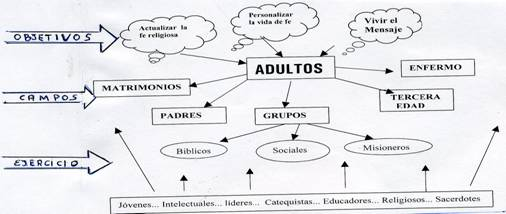 OBJETIVOS
Actualizar la
fe religiosa
Personalizar
la vida de fe
Vivir el
Mensaje
ADULTOS
ENFERMO
CAMPOS
MATRIMONIOS
TERCERA
EDAD
PADRES
GRUPOS
EJERCICIO
Bíblicos
Sociales
Misioneros
Jóvenes... Intelectuales... líderes... Catequistas... Educadores... Religiosos... Sacerdotes